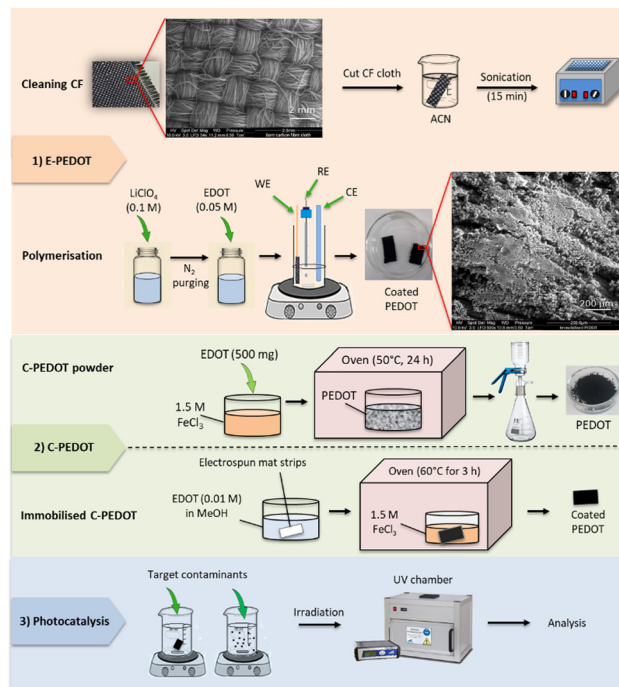 Cleaning CF
2 mm
Cut CF cloth
ACN
Sonication
(15 min)
1) E-PEDOT
LiClO₄
(0.1 M)
EDOT
(0.05 M)
WE
RE
CE
Polymerisation
N₂
purging
Coated
PEDOT
200 µm
C-PEDOT powder
EDOT (500 mg)
1.5 M
FeCl₃
Oven (50°C, 24 h)
PEDOT
PEDOT
2) C-PEDOT
Electrospun mat strips
Immobilised C-PEDOT
EDOT (0.01 M)
in MeOH
Oven (60°C for 3 h)
1.5 M
FeCl₃
Coated
PEDOT
3) Photocatalysis
Target contaminants
Irradiation
UV chamber
Analysis